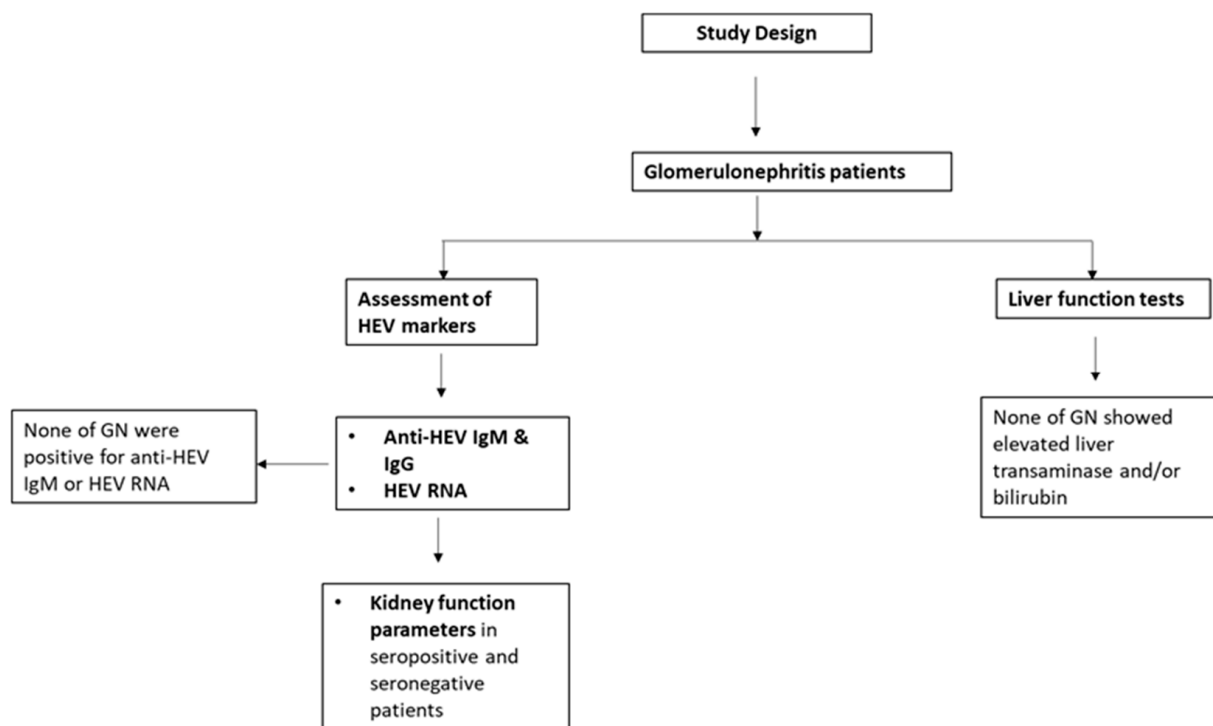 Study Design
Glomerulonephritis patients
Assessment of
HEV markers
Liver function tests
None of GN were
positive for anti-HEV
IgM or HEV RNA
• Anti-HEV IgM &
IgG
• HEV RNA
None of GN showed
elevated liver
transaminase and/or
bilirubin
• Kidney function
parameters in
seropositive and
seronegative
patients